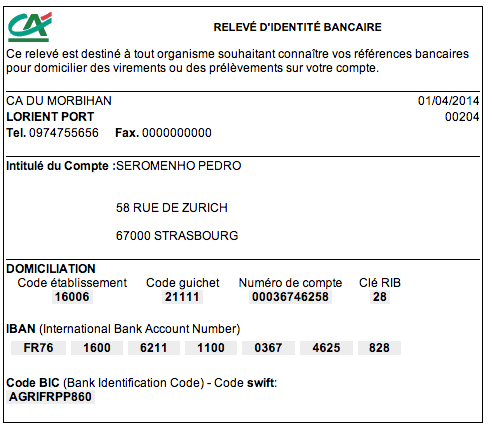 CA
RELEVÉ D'IDENTITÉ BANCAIRE
Ce relevé est destiné à tout organisme souhaitant connaître vos références bancaires
pour domicilier des virements ou des prélèvements sur votre compte.
CA DU MORBIHAN 01/04/2014
LORIENT PORT 00204
Tel. 0974755656 Fax. 0000000000
Intitulé du Compte :SEROMENHO PEDRO
58 RUE DE ZURICH
67000 STRASBOURG
DOMICILIATION
Code établissement Code guichet Numéro de compte Clé RIB
16006 21111 00036746258 28
IBAN (International Bank Account Number)
FR76 1600 6211 1100 0367 4625 828
Code BIC (Bank Identification Code) - Code swift:
AGRIFRPP860